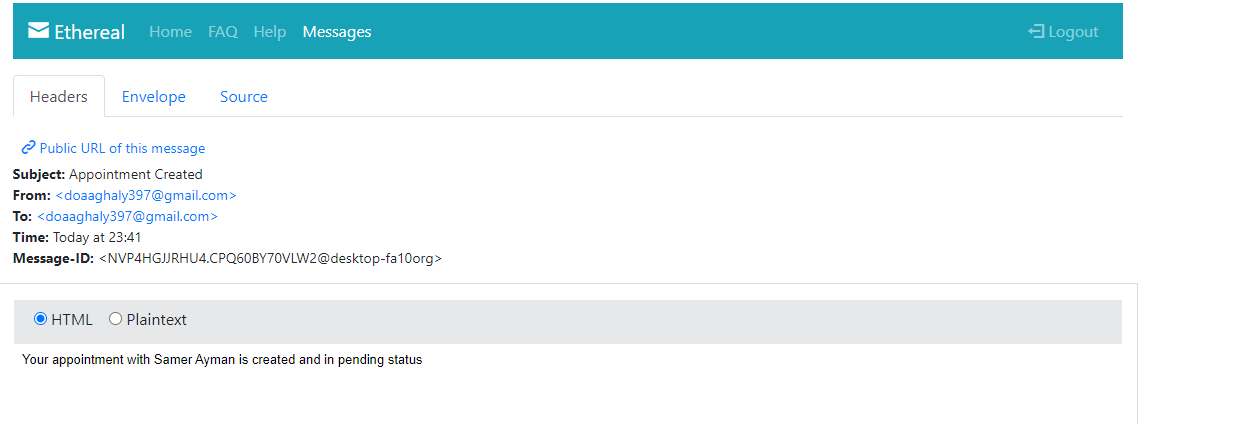 Ethereal Home FAQ Help Messages Logout
Headers Envelope Source
Public URL of this message
Subject: Appointment Created
From: <doaaghaly397@gmail.com>
To: <doaaghaly397@gmail.com>
Time: Today at 23:41
Message-ID: <NVP4HGJJRHU4.CPQ60BY70VLW2@desktop-fa10org>
HTML Plaintext
Your appointment with Samer Ayman is created and in pending status